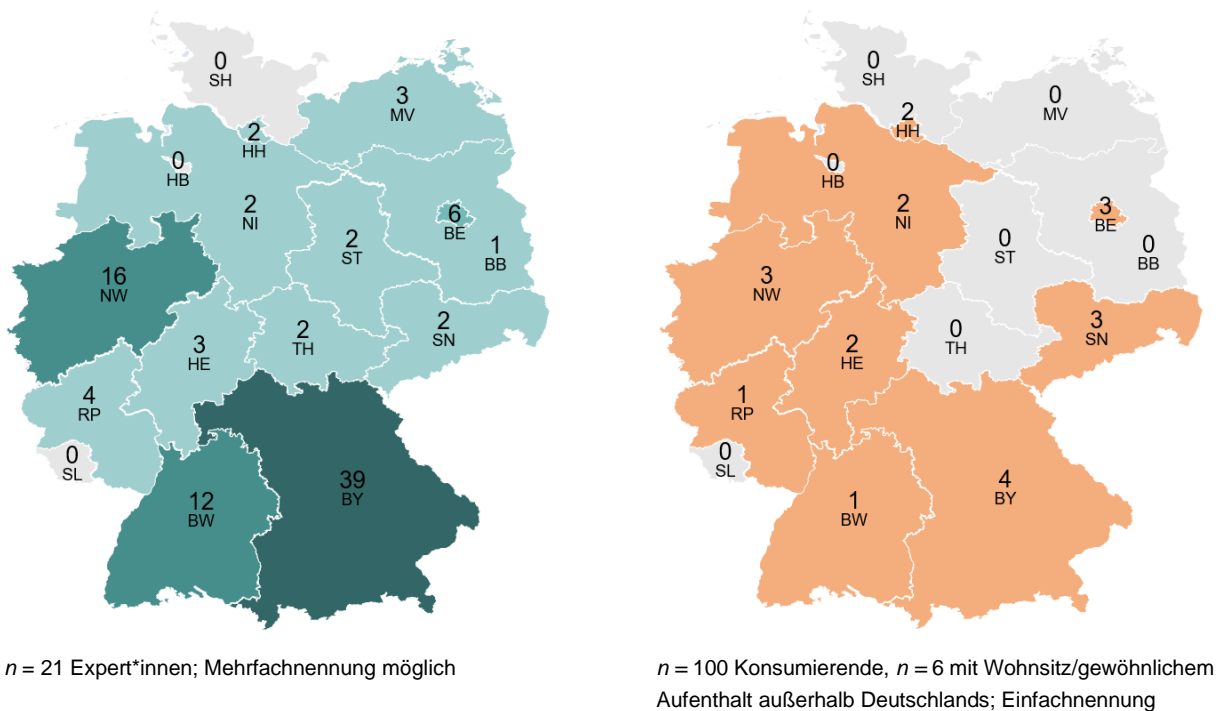 0
SH
3
MV
2
HH
0
HB
2
NI
6
BE
2
ST
1
BB
16
NW
2
SN
3
HE
2
TH
4
RP
0
SL
39
BY
12
BW
n = 21 Expert*innen; Mehrfachnennung möglich
0
SH
0
MV
2
HH
0
HB
2
NI
3
BE
0
ST
0
BB
3
NW
3
SN
2
HE
0
TH
1
RP
0
SL
4
BY
1
BW
n = 100 Konsumierende, n = 6 mit Wohnsitz/gewöhnlichem
Aufenthalt außerhalb Deutschlands; Einfachnennung